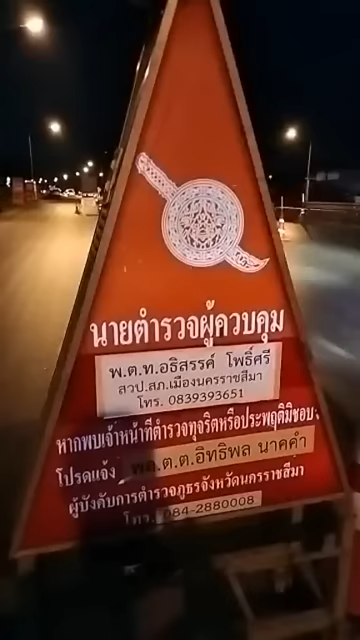 นายตำรวจผู้ควบคุม
พ.ต.ท.อธิสรรค์ โพธิ์ศรี
สวป.สภ.เมืองนครราชสีมา
โทร. 0839393651
หากพบเจ้าหน้าที่ตำรวจทุจริตหรือประพฤติมิชอบ
โปรดแจ้ง พล.ต.ต.อิทธิพล นาคคำ
ผู้บังคับการตำรวจภูธรจังหวัดนครราชสีมา
โทร. 084-2880008